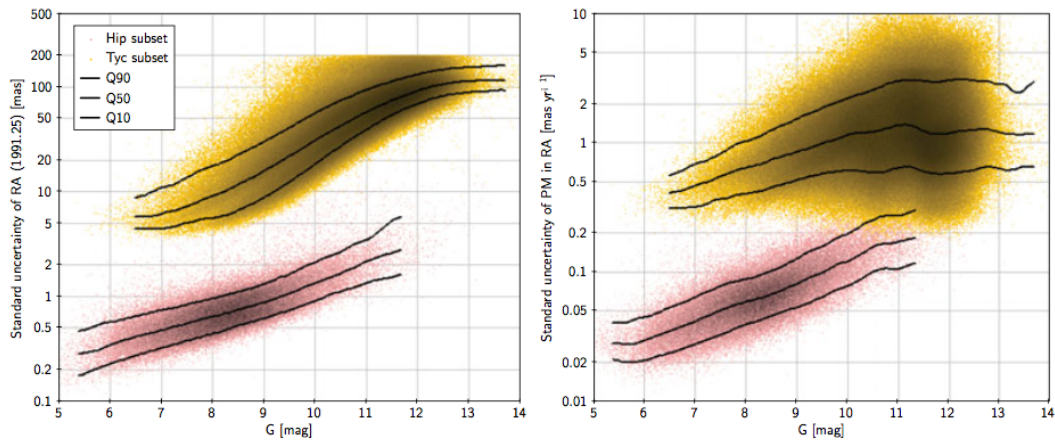 Standard uncertainty of RA (1991.25) [mas]
500
200
100
50
20
10
5
2
1
0.5
0.2
0.1
Hip subset
Tyc subset
Q90
Q50
Q10
5 6 7 8 9 10 11 12 13 14
G [mag]
Standard uncertainty of PM in RA [mas yr⁻¹]
10
5
2
1
0.5
0.2
0.1
0.05
0.02
0.01
5 6 7 8 9 10 11 12 13 14
G [mag]